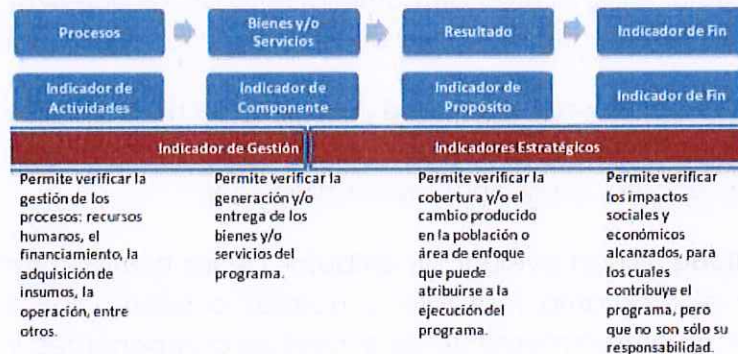 Procesos
Bienes y/o
Servicios
Resultado
Indicador de Fin
Indicador de
Actividades
Indicador de
Componente
Indicador de
Propósito
Indicador de Fin
Indicador de Gestión
Indicadores Estratégicos
Permite verificar la
gestión de los
procesos: recursos
humanos, el
financiamiento, la
adquisición de
insumos, la
operación, entre
otros.
Permite verificar la
generación y/o
entrega de los
bienes y/o
servicios del
programa.
Permite verificar la
cobertura y/o el
cambio producido
en la población o
área de enfoque
que puede
atribuirse a la
ejecución del
programa.
Permite verificar
los impactos
sociales y
económicos
alcanzados, para
los cuales
contribuye el
programa, pero
que no son sólo su
responsabilidad.